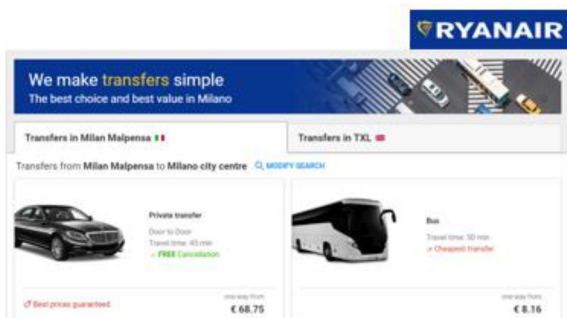 RYANAIR
We make transfers simple
The best choice and best value in Milano
Transfers in Milan Malpensa
Transfers in TXL
Transfers from Milan Malpensa to Milano city centre MODIFY SEARCH
Private transfer
Door to Door
Travel time: 45 min
FREE Cancellation
Best prices guaranteed
one-way from
€ 68.75
Bus
Travel time: 50 min
Cheapest transfer
one-way from
€ 8.16